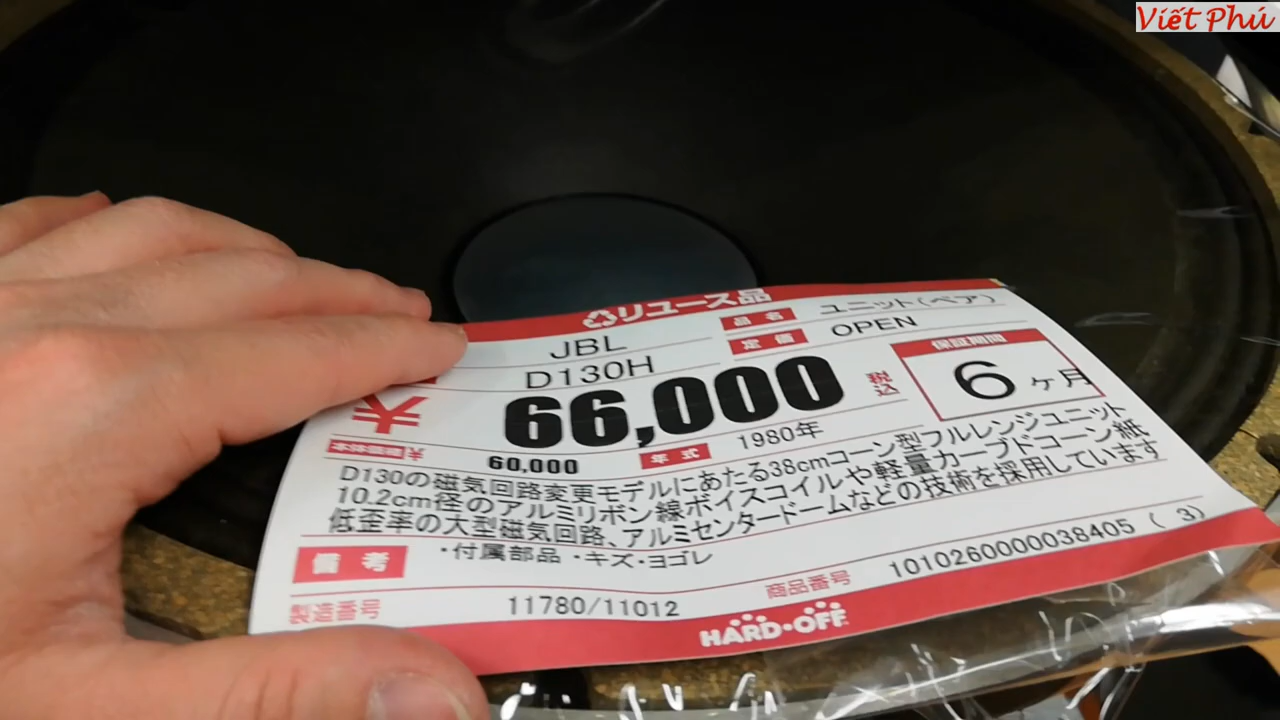 Viết Phú
リユース品
JBL
品名 ユニット(ペア)
D130H
定価 OPEN
66,000 税込
保証期間
6ヶ月
本体価格 60,000
年式 1980年
D130の磁気回路変更モデルにあたる38cmコーン型フルレンジユニット
10.2cm径のアルミリボン線ボイスコイルや軽量カーブドコーン紙
低歪率の大型磁気回路、アルミセンタードームなどの技術を採用しています
備考 ・付属部品 ・キズ・ヨゴレ
製造番号 11780/11012
商品番号 1010260000038405 ( 3)
HARD・OFF